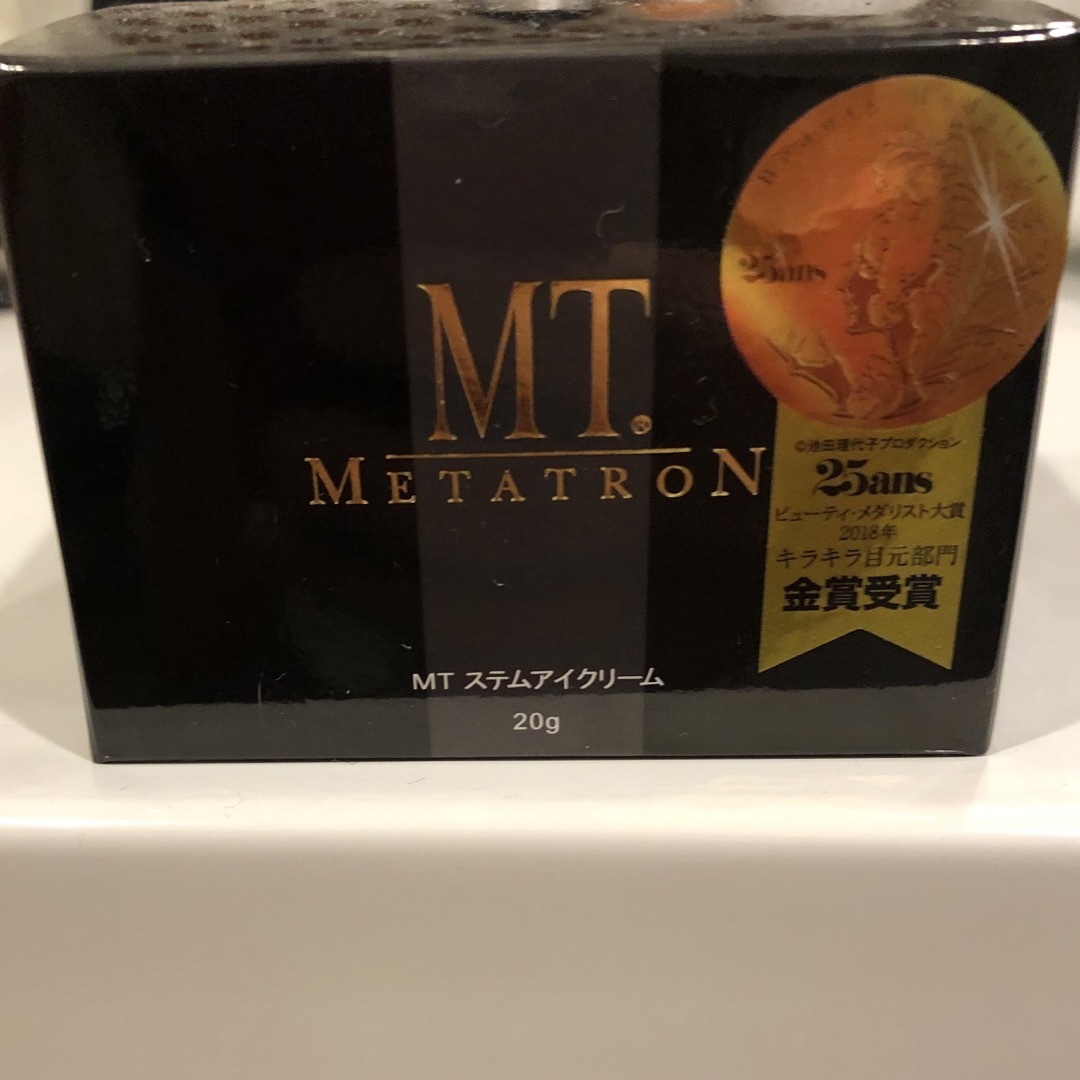 MT.®
METATRON
MT ステムアイクリーム
20g
25ans
©池田理代子プロダクション
25ans
ビューティ・メダリスト大賞
2018年
キラキラ目元部門
金賞受賞